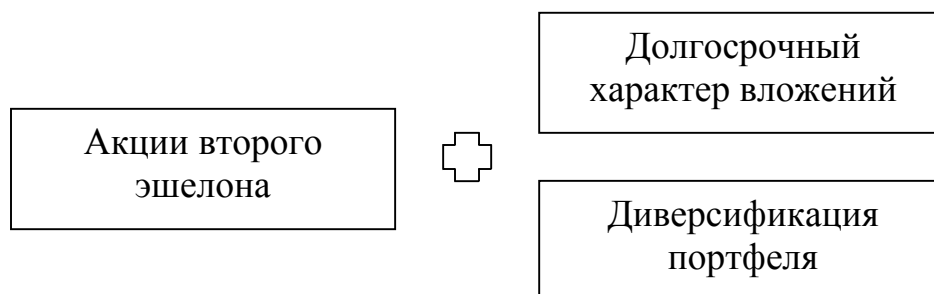 Акции второго
эшелона
Долгосрочный
характер вложений
Диверсификация
портфеля